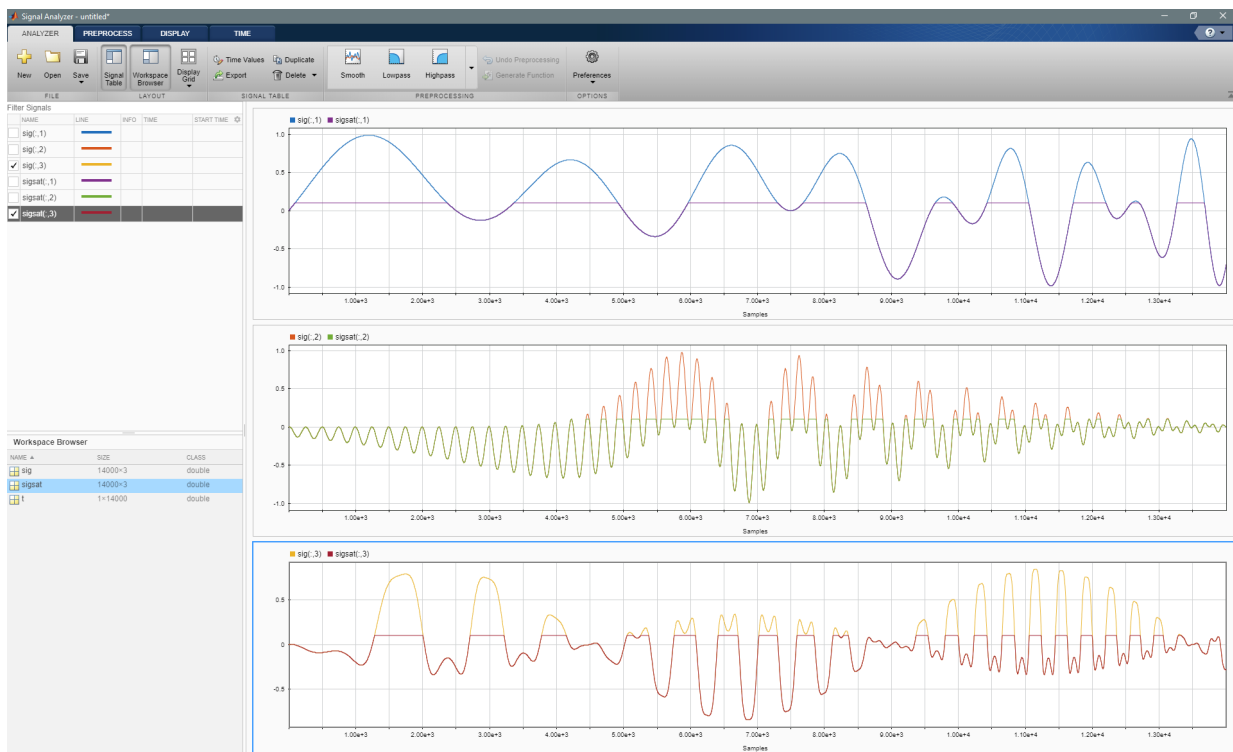 Signal Analyzer - untitled*
ANALYZER PREPROCESS DISPLAY TIME
?
New Open Save Signal Table Workspace Browser Display Grid Time Values Duplicate Export Delete Smooth Lowpass Highpass Undo Preprocessing Generate Function Preferences
FILE LAYOUT SIGNAL TABLE PREPROCESSING OPTIONS
Filter Signals
NAME LINE INFO TIME START TIME
sig(:,1)
sig(:,2)
sig(:,3)
sigsat(:,1)
sigsat(:,2)
sigsat(:,3)
Workspace Browser
NAME SIZE CLASS
sig 14000×3 double
sigsat 14000×3 double
t 1×14000 double
sig(:,1) sigsat(:,1)
1.0
0.5
0
-0.5
-1.0
1.00e+3 2.00e+3 3.00e+3 4.00e+3 5.00e+3 6.00e+3 7.00e+3 8.00e+3 9.00e+3 1.00e+4 1.10e+4 1.20e+4 1.30e+4
Samples
sig(:,2) sigsat(:,2)
1.0
0.5
0
-0.5
-1.0
1.00e+3 2.00e+3 3.00e+3 4.00e+3 5.00e+3 6.00e+3 7.00e+3 8.00e+3 9.00e+3 1.00e+4 1.10e+4 1.20e+4 1.30e+4
Samples
sig(:,3) sigsat(:,3)
0.5
0
-0.5
1.00e+3 2.00e+3 3.00e+3 4.00e+3 5.00e+3 6.00e+3 7.00e+3 8.00e+3 9.00e+3 1.00e+4 1.10e+4 1.20e+4 1.30e+4
Samples